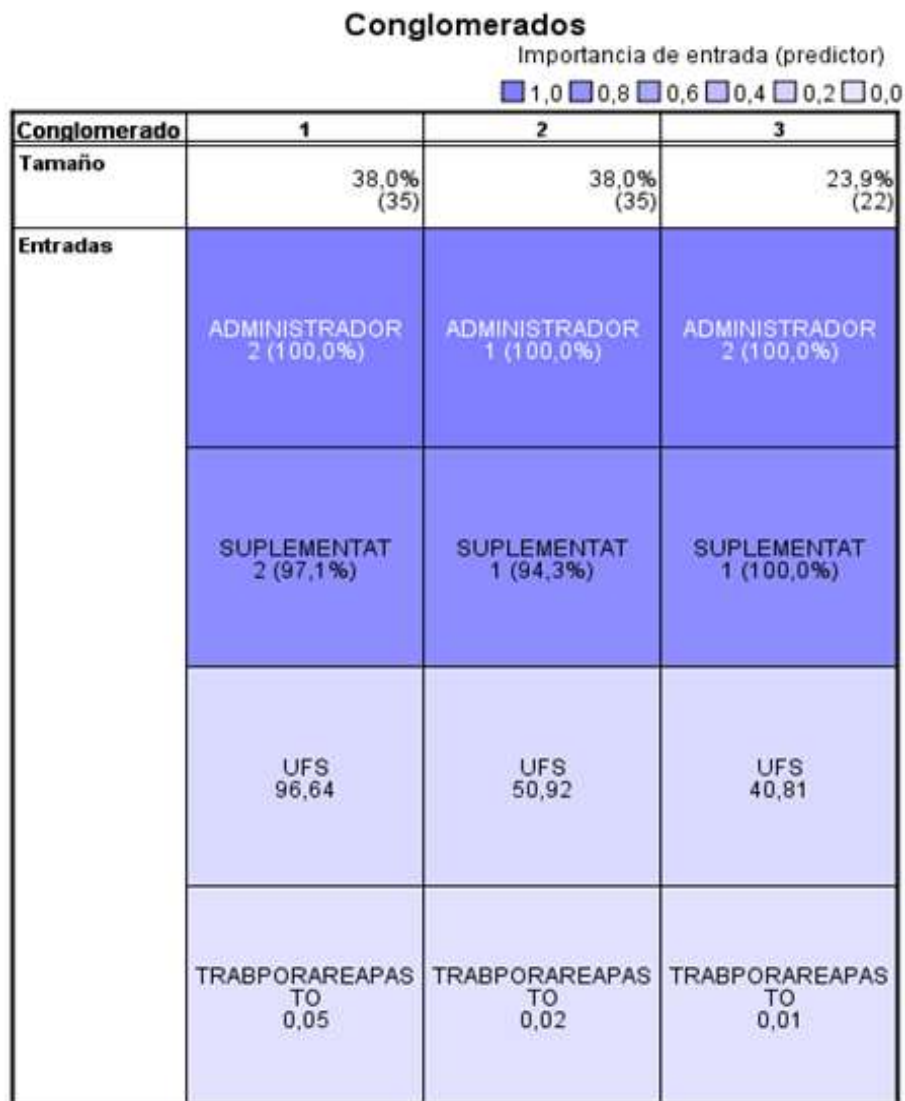 Conglomerados
Importancia de entrada (predictor)
1,0 0,8 0,6 0,4 0,2 0,0
Conglomerado 1 2 3
Tamaño 38,0% 38,0% 23,9%
(35) (35) (22)
Entradas
ADMINISTRADOR ADMINISTRADOR ADMINISTRADOR
2 (100,0%) 1 (100,0%) 2 (100,0%)
SUPLEMENTAT SUPLEMENTAT SUPLEMENTAT
2 (97,1%) 1 (94,3%) 1 (100,0%)
UFS UFS UFS
96,64 50,92 40,81
TRABPORAREAPAS TRABPORAREAPAS TRABPORAREAPAS
TO TO TO
0,05 0,02 0,01